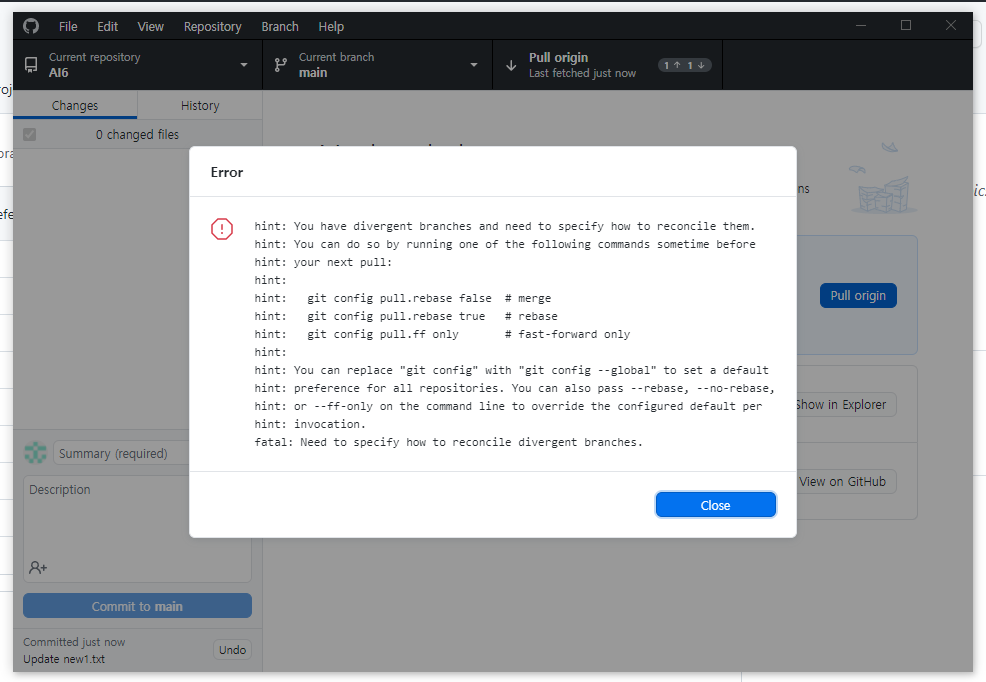 File Edit View Repository Branch Help
Current repository
AI6
Current branch
main
Pull origin
Last fetched just now
1 ↑ 1 ↓
Changes
History
0 changed files
Error
hint: You have divergent branches and need to specify how to reconcile them.
hint: You can do so by running one of the following commands sometime before
hint: your next pull:
hint:
hint:   git config pull.rebase false  # merge
hint:   git config pull.rebase true   # rebase
hint:   git config pull.ff only       # fast-forward only
hint:
hint: You can replace "git config" with "git config --global" to set a default
hint: preference for all repositories. You can also pass --rebase, --no-rebase,
hint: or --ff-only on the command line to override the configured default per
hint: invocation.
fatal: Need to specify how to reconcile divergent branches.
Close
Pull origin
Show in Explorer
View on GitHub
Summary (required)
Description
Commit to main
Committed just now
Update new1.txt
Undo